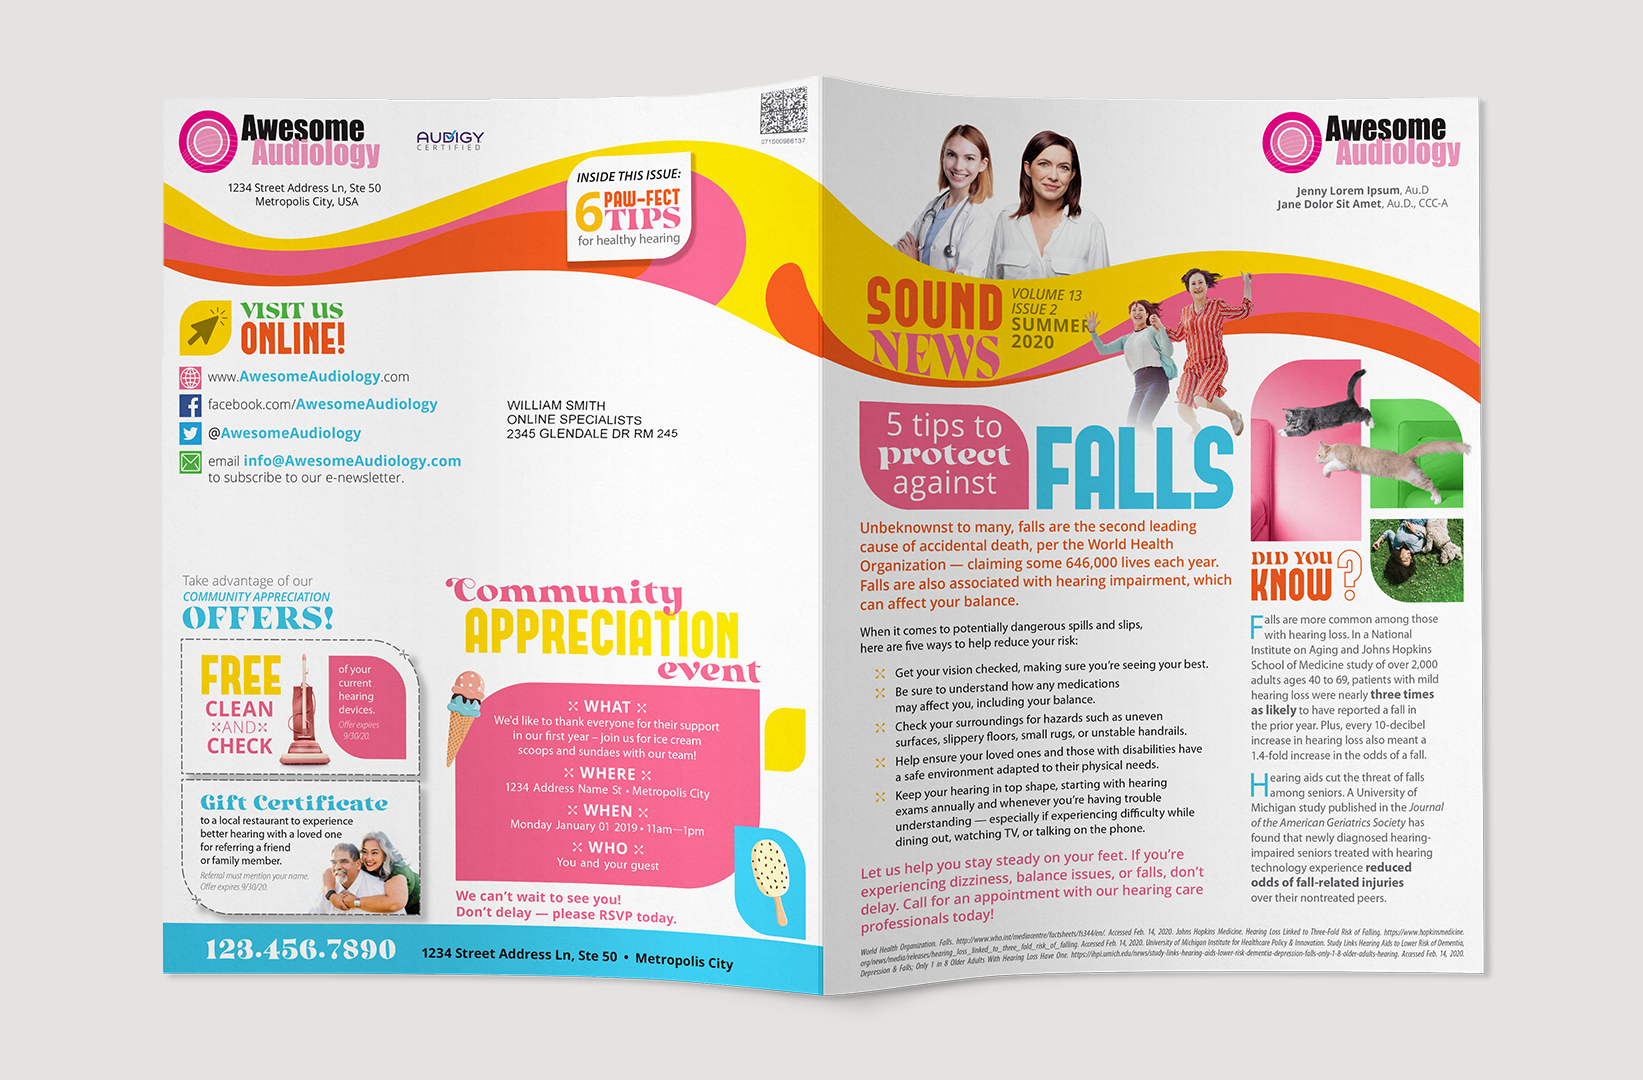 Awesome
Audiology
1234 Street Address Ln, Ste 50
Metropolis City, USA
AUDIGY
CERTIFIED
071S00986137
INSIDE THIS ISSUE:
6 PAW-FECT
TIPS
for healthy hearing
VISIT US
ONLINE!
www.AwesomeAudiology.com
facebook.com/AwesomeAudiology
@AwesomeAudiology
email info@AwesomeAudiology.com
to subscribe to our e-newsletter.
WILLIAM SMITH
ONLINE SPECIALISTS
2345 GLENDALE DR RM 245
Take advantage of our
COMMUNITY APPRECIATION
OFFERS!
FREE
CLEAN
AND
CHECK
of your
current
hearing
devices.
Offer expires
9/30/20.
Gift Certificate
to a local restaurant to experience
better hearing with a loved one
for referring a friend
or family member.
Referral must mention your name.
Offer expires 9/30/20.
Community
APPRECIATION
event
WHAT
We'd like to thank everyone for their support
in our first year – join us for ice cream
scoops and sundaes with our team!
WHERE
1234 Address Name St • Metropolis City
WHEN
Monday January 01 2019 • 11am—1pm
WHO
You and your guest
We can't wait to see you!
Don't delay — please RSVP today.
123.456.7890
1234 Street Address Ln, Ste 50 • Metropolis City
Awesome
Audiology
Jenny Lorem Ipsum, Au.D
Jane Dolor Sit Amet, Au.D., CCC-A
SOUND
NEWS
VOLUME 13
ISSUE 2
SUMMER
2020
5 tips to
protect
against
FALLS
Unbeknownst to many, falls are the second leading
cause of accidental death, per the World Health
Organization — claiming some 646,000 lives each year.
Falls are also associated with hearing impairment, which
can affect your balance.
When it comes to potentially dangerous spills and slips,
here are five ways to help reduce your risk:
Get your vision checked, making sure you're seeing your best.
Be sure to understand how any medications
may affect you, including your balance.
Check your surroundings for hazards such as uneven
surfaces, slippery floors, small rugs, or unstable handrails.
Help ensure your loved ones and those with disabilities have
a safe environment adapted to their physical needs.
Keep your hearing in top shape, starting with hearing
exams annually and whenever you're having trouble
understanding — especially if experiencing difficulty while
dining out, watching TV, or talking on the phone.
Let us help you stay steady on your feet. If you're
experiencing dizziness, balance issues, or falls, don't
delay. Call for an appointment with our hearing care
professionals today!
DID YOU
KNOW?
Falls are more common among those
with hearing loss. In a National
Institute on Aging and Johns Hopkins
School of Medicine study of over 2,000
adults ages 40 to 69, patients with mild
hearing loss were nearly three times
as likely to have reported a fall in
the prior year. Plus, every 10-decibel
increase in hearing loss also meant a
1.4-fold increase in the odds of a fall.
Hearing aids cut the threat of falls
among seniors. A University of
Michigan study published in the Journal
of the American Geriatrics Society has
found that newly diagnosed hearing-
impaired seniors treated with hearing
technology experience reduced
odds of fall-related injuries
over their nontreated peers.
World Health Organization. Falls. http://www.who.int/mediacentre/factsheets/fs344/en/. Accessed Feb. 14, 2020. Johns Hopkins Medicine. Hearing Loss Linked to Three-Fold Risk of Falling. https://www.hopkinsmedicine.
org/news/media/releases/hearing_loss_linked_to_three_fold_risk_of_falling. Accessed Feb. 14, 2020. University of Michigan Institute for Healthcare Policy & Innovation. Study Links Hearing Aids to Lower Risk of Dementia,
Depression & Falls; Only 1 in 8 Older Adults With Hearing Loss Have One. https://ihpi.umich.edu/news/study-links-hearing-aids-lower-risk-dementia-depression-falls-only-1-8-older-adults-hearing. Accessed Feb. 14, 2020.